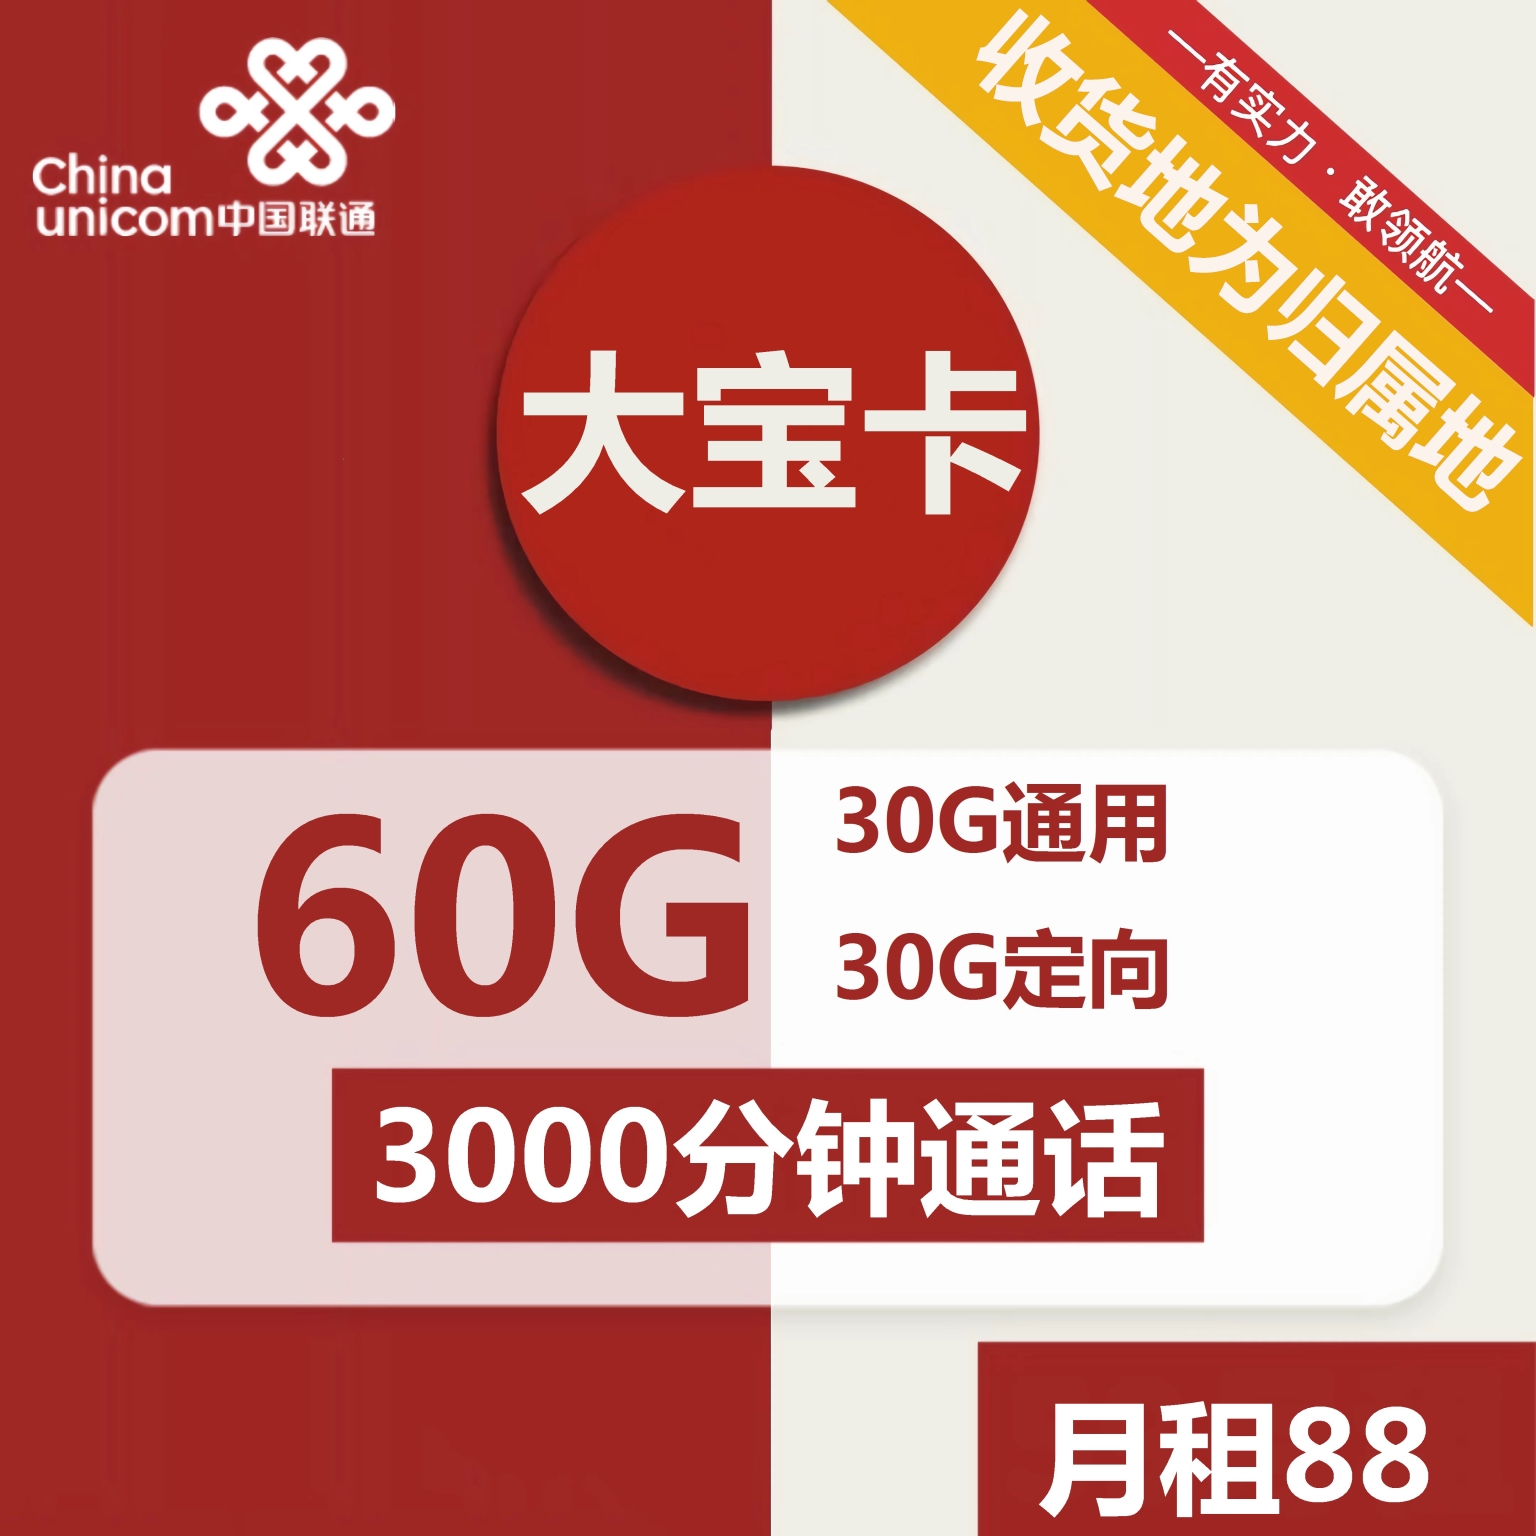 China
unicom中国联通
一有实力·敢领航一
收货地为归属地
大宝卡
60G
30G通用
30G定向
3000分钟通话
月租88